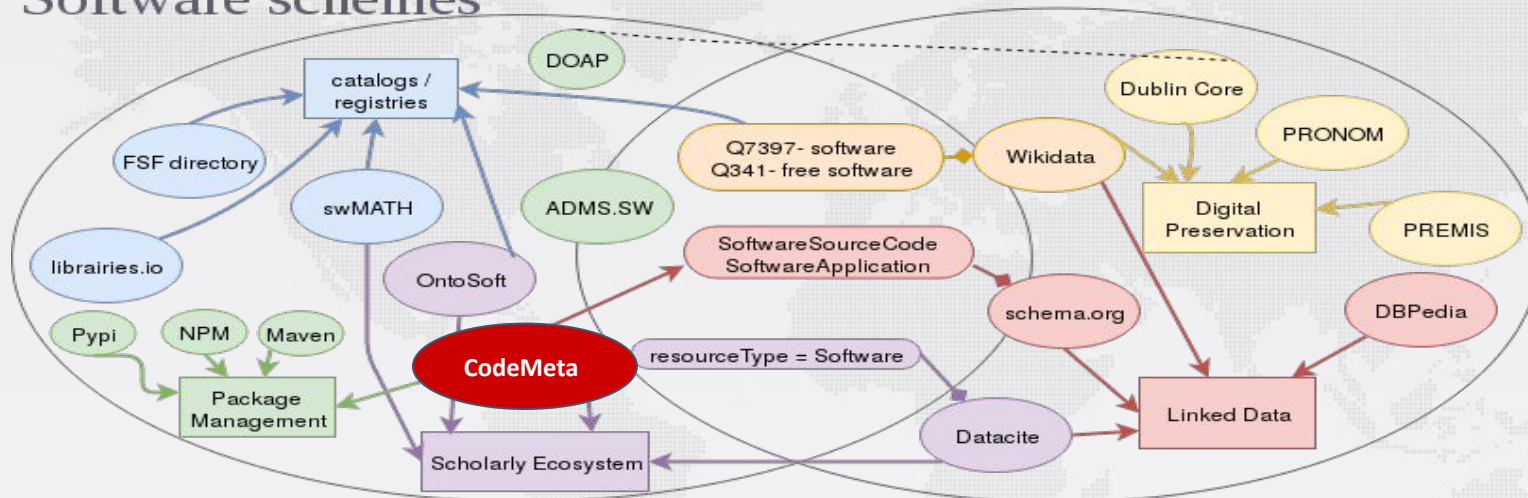 Software schemes
DOAP
catalogs /
registries
Dublin Core
PRONOM
FSF directory
Q7397- software
Q341- free software
Wikidata
swMATH
ADMS.SW
Digital
Preservation
PREMIS
librairies.io
OntoSoft
SoftwareSourceCode
SoftwareApplication
schema.org
DBPedia
Pypi
NPM
Maven
CodeMeta
resourceType = Software
Package
Management
Linked Data
Datacite
Scholarly Ecosystem